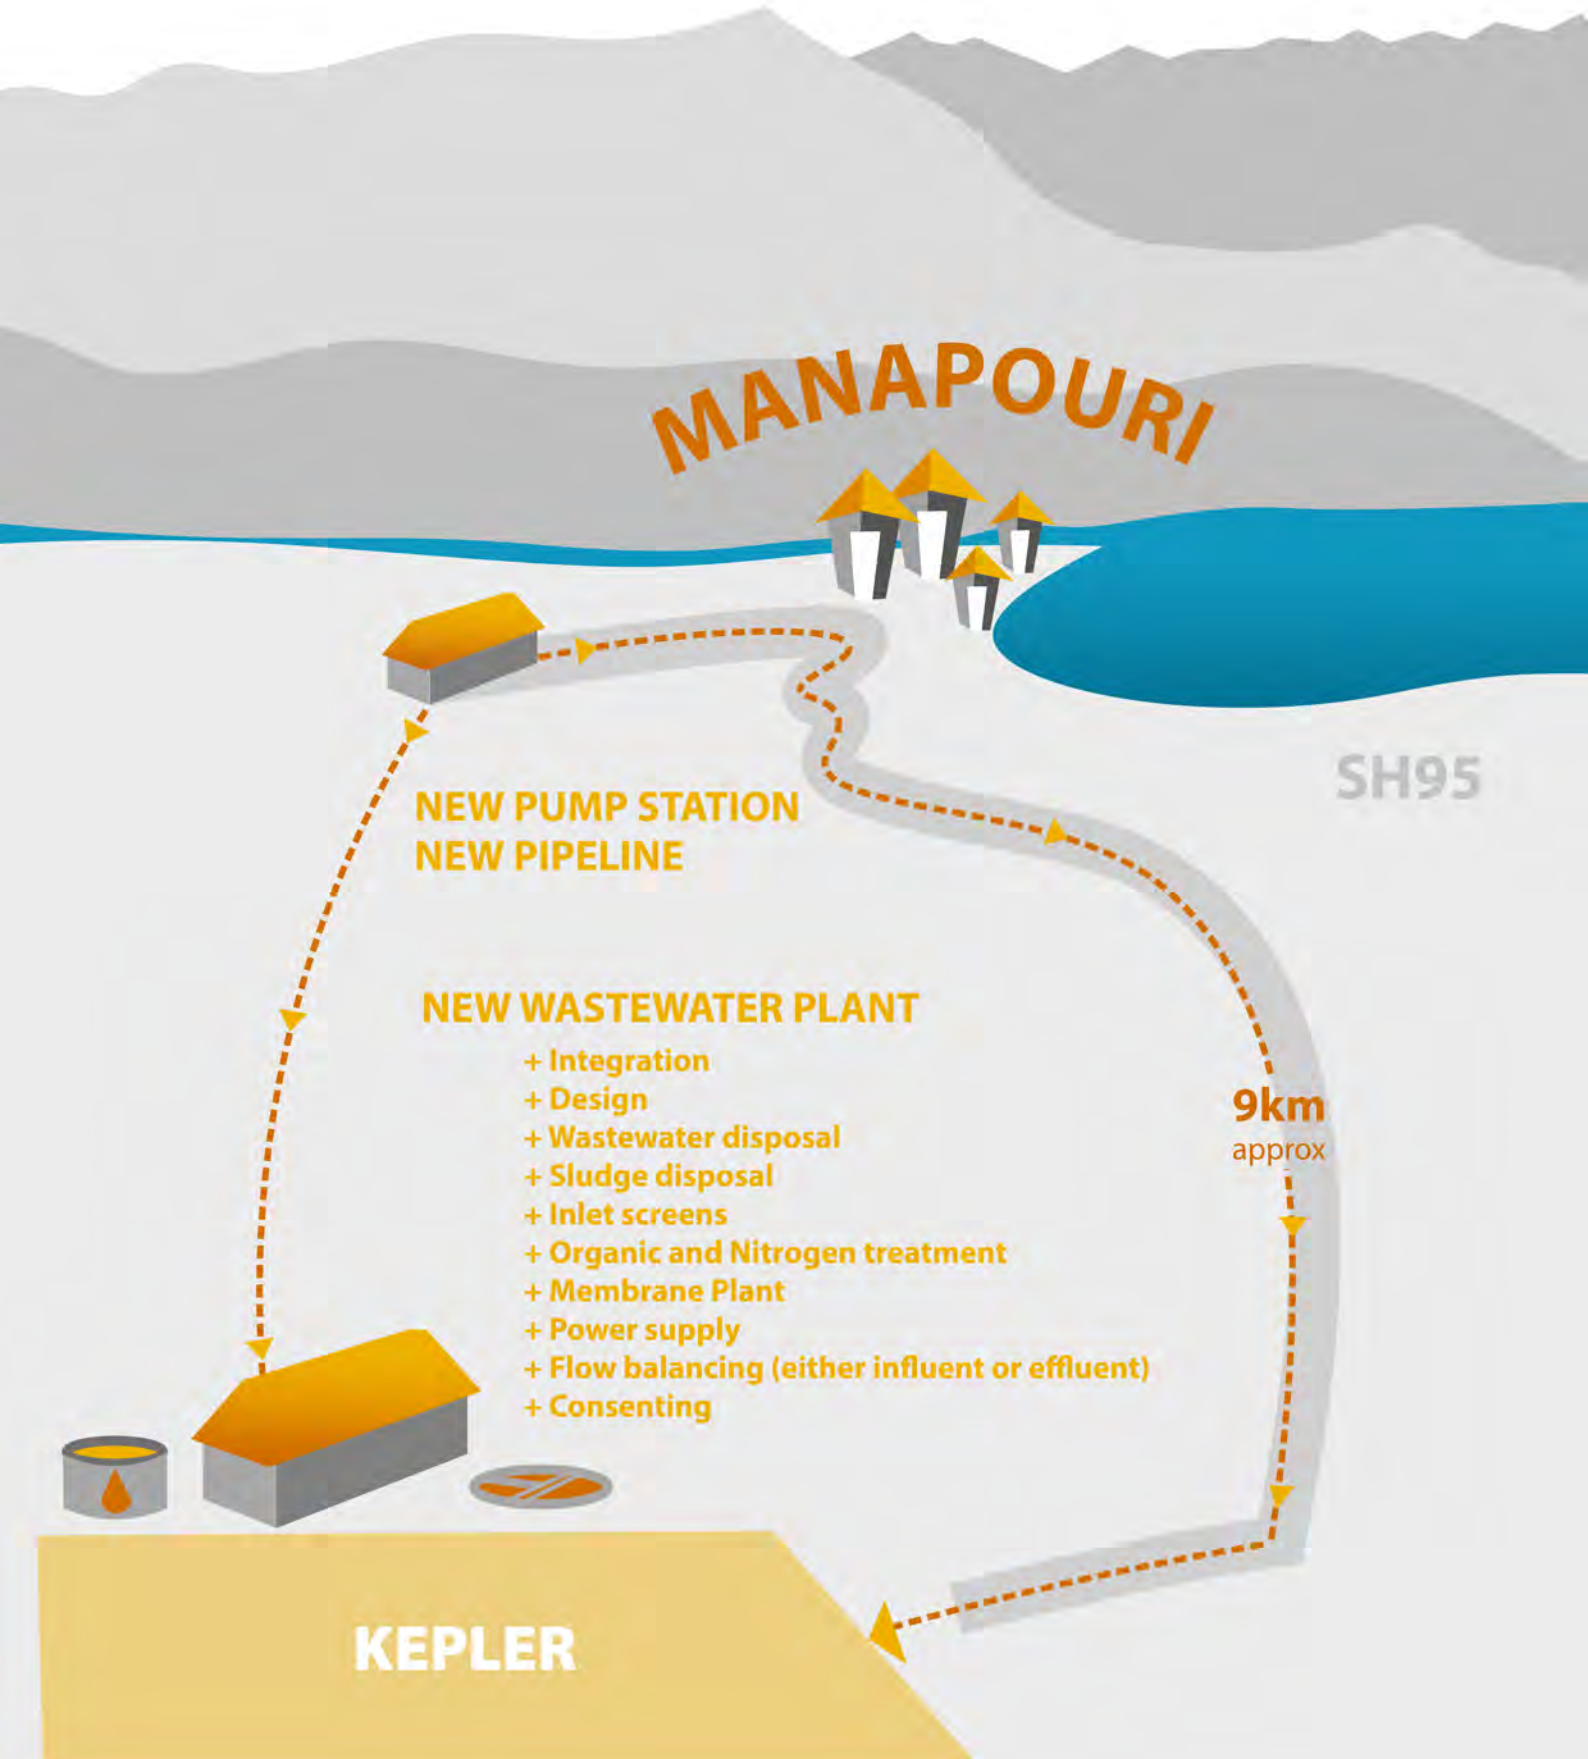 MANAPOURI
SH95
NEW PUMP STATION
NEW PIPELINE
NEW WASTEWATER PLANT
+ Integration
+ Design
+ Wastewater disposal
+ Sludge disposal
+ Inlet screens
+ Organic and Nitrogen treatment
+ Membrane Plant
+ Power supply
+ Flow balancing (either influent or effluent)
+ Consenting
9km
approx
KEPLER